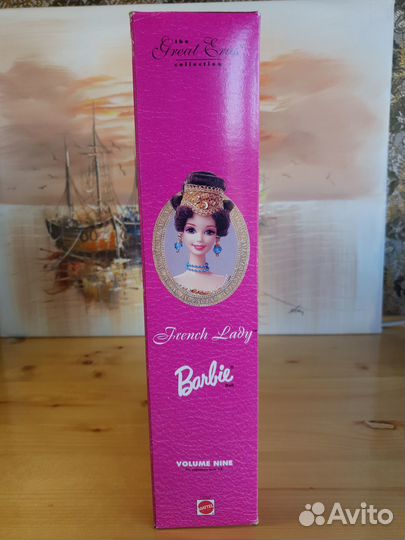 the
Great Eras
collection
French Lady
Barbie
Doll
VOLUME NINE
MATTEL
Avito